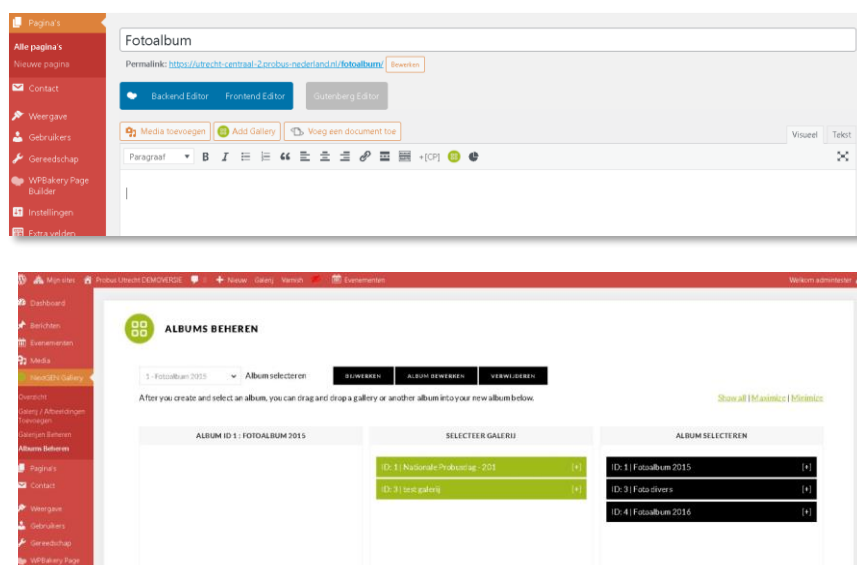 Pagina's
Alle pagina's
Nieuwe pagina
Contact
Weergave
Gebruikers
Gereedschap
WPBakery Page
Builder
Instellingen
Extra velden
Fotoalbum
Permalink: https://utrecht-centraal-2.probus-nederland.nl/fotoalbum/ Bewerken
Backend Editor Frontend Editor Gutenberg Editor
Media toevoegen Add Gallery Voeg een document toe
Visueel Tekst
Paragraaf B I +[CP]
Mijn sites Probus Utrecht DEMOVERSIE 0 Nieuw Galerij Varnish Evenementen Welkom admintester
Dashboard
Berichten
Evenementen
Media
NextGEN Gallery
Overzicht
Galerij / Afbeeldingen
Toevoegen
Galerijen Beheren
Albums Beheren
Pagina's
Contact
Weergave
Gebruikers
Gereedschap
WPBakery Page
ALBUMS BEHEREN
1 - Fotoalbum 2015 Album selecteren BIJWERKEN ALBUM BEWERKEN VERWIJDEREN
After you create and select an album, you can drag and drop a gallery or another album into your new album below.
Show all | Maximize | Minimize
ALBUM ID 1 : FOTOALBUM 2015
SELECTEER GALERIJ
ID: 1 | Nationale Probusdag - 201 [+]
ID: 3 | test galerij [+]
ALBUM SELECTEREN
ID: 1 | Fotoalbum 2015 [+]
ID: 3 | Foto divers [+]
ID: 4 | Fotoalbum 2016 [+]